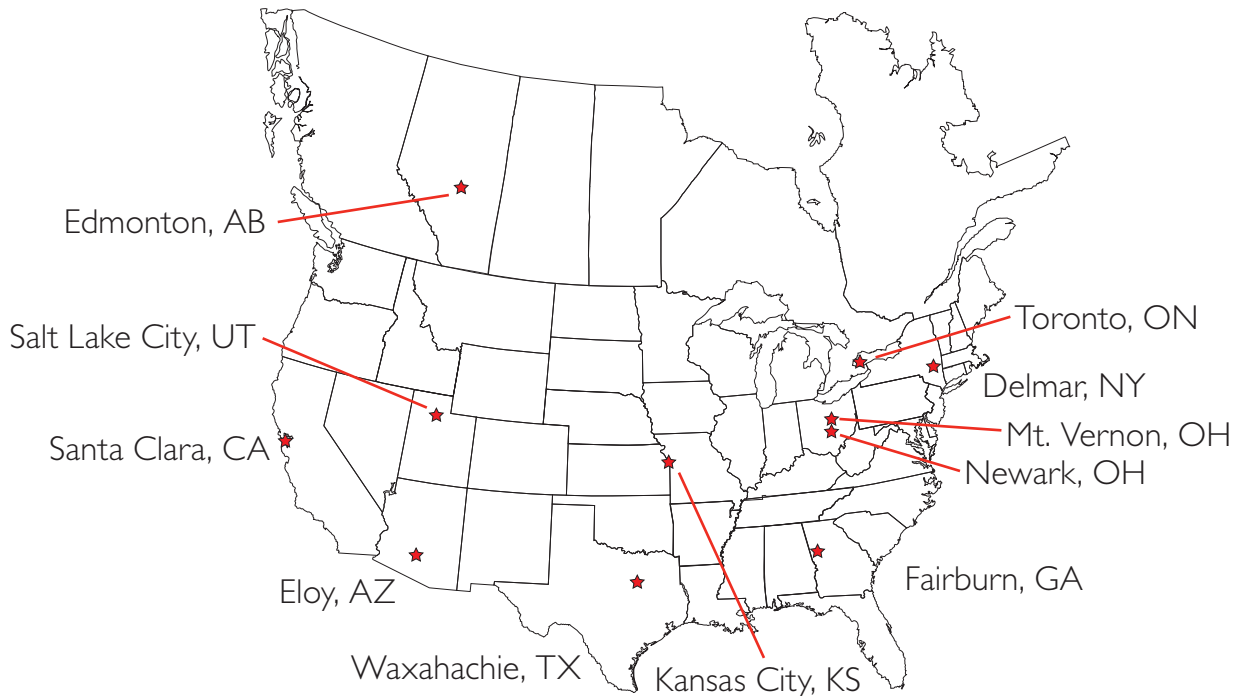 Edmonton, AB
Toronto, ON
Salt Lake City, UT
Delmar, NY
Mt. Vernon, OH
Santa Clara, CA
Newark, OH
Fairburn, GA
Eloy, AZ
Waxahachie, TX
Kansas City, KS